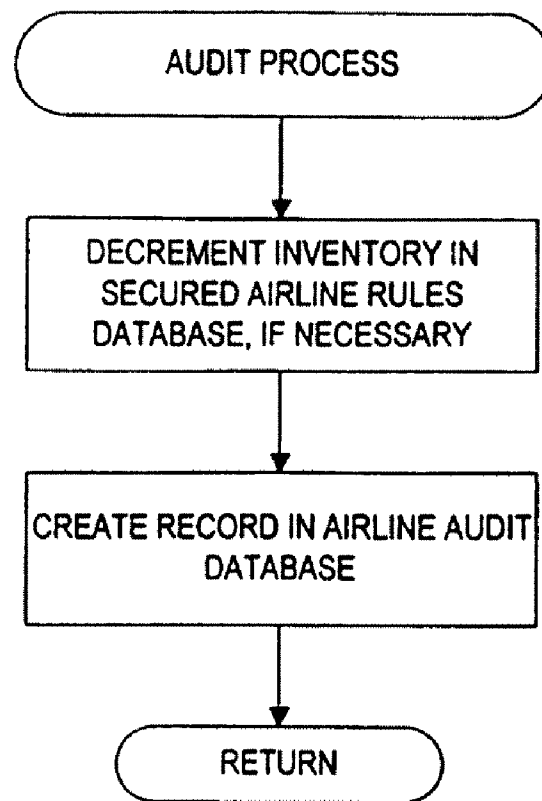 AUDIT PROCESS
DECREMENT INVENTORY IN
SECURED AIRLINE RULES
DATABASE, IF NECESSARY
CREATE RECORD IN AIRLINE AUDIT
DATABASE
RETURN